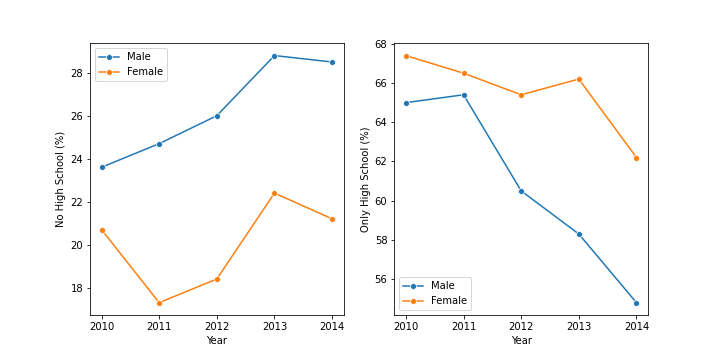 Male
Female
28
26
24
22
20
18
No High School (%)
2010 2011 2012 2013 2014
Year
68
66
64
62
60
58
56
Only High School (%)
Male
Female
2010 2011 2012 2013 2014
Year